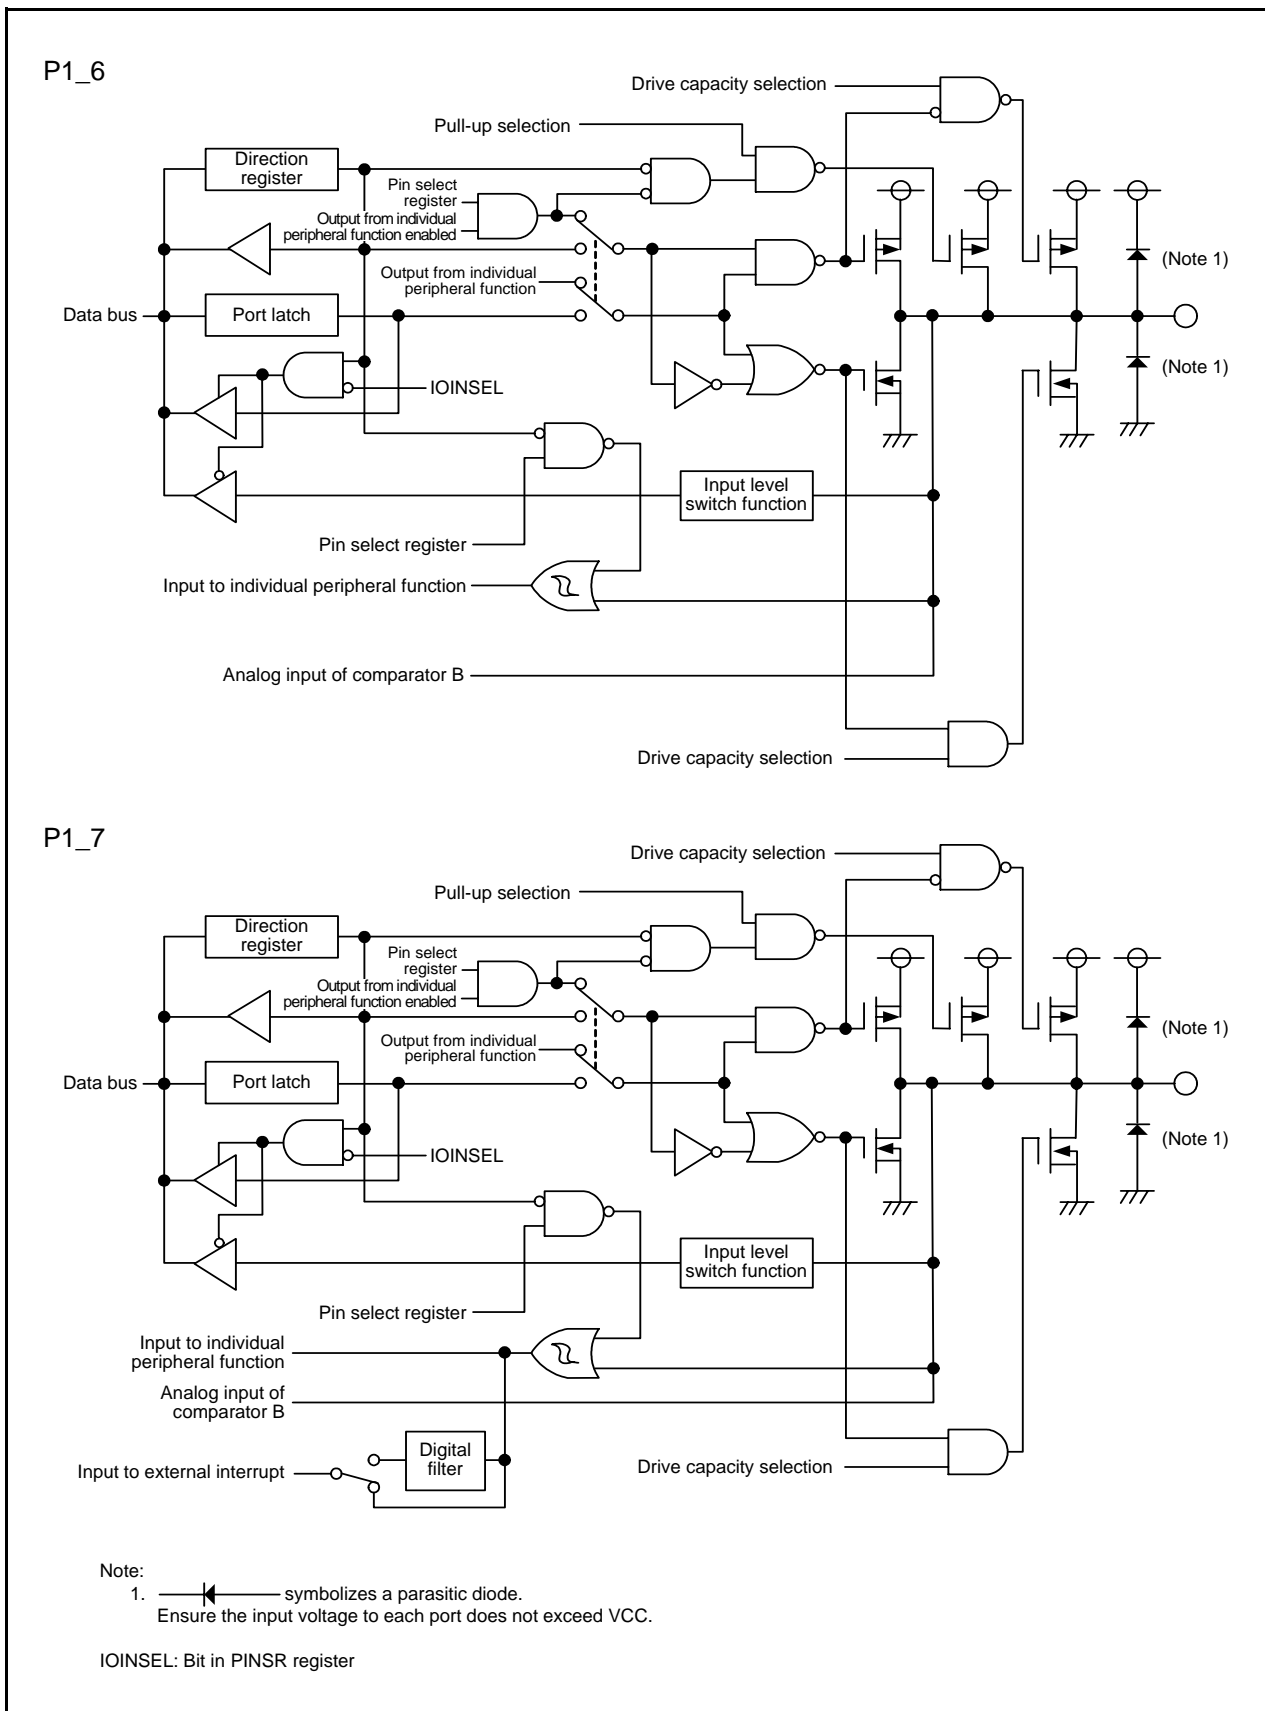 P1_6
Drive capacity selection
Pull-up selection
Direction
register
Pin select
register
Output from individual
peripheral function enabled
(Note 1)
Output from individual
peripheral function
Data bus
Port latch
(Note 1)
IOINSEL
Input level
switch function
Pin select register
Input to individual peripheral function
Analog input of comparator B
Drive capacity selection
P1_7
Drive capacity selection
Pull-up selection
Direction
register
Pin select
register
Output from individual
peripheral function enabled
(Note 1)
Output from individual
peripheral function
Data bus
Port latch
(Note 1)
IOINSEL
Input level
switch function
Pin select register
Input to individual
peripheral function
Analog input of
comparator B
Digital
filter
Input to external interrupt
Drive capacity selection
Note:
1. symbolizes a parasitic diode.
Ensure the input voltage to each port does not exceed VCC.
IOINSEL: Bit in PINSR register